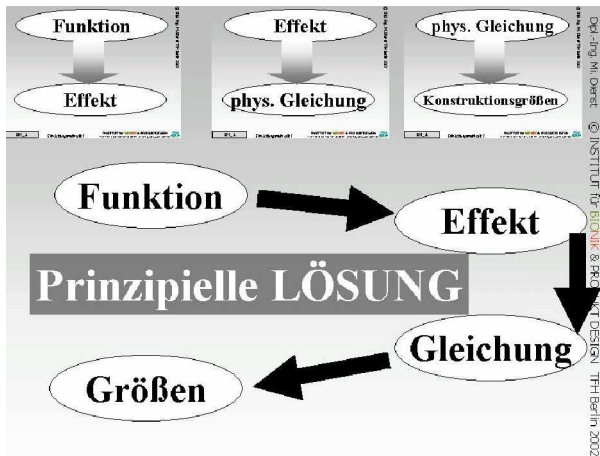 Funktion
Effekt
Effekt
phys. Gleichung
phys. Gleichung
Konstruktionsgrößen
Funktion
Effekt
Prinzipielle LÖSUNG
Gleichung
Größen
Dipl.-Ing. Mi. Dienst © INSTITUT für BIONIK & PRODUKT DESIGN TFH Berlin 2002